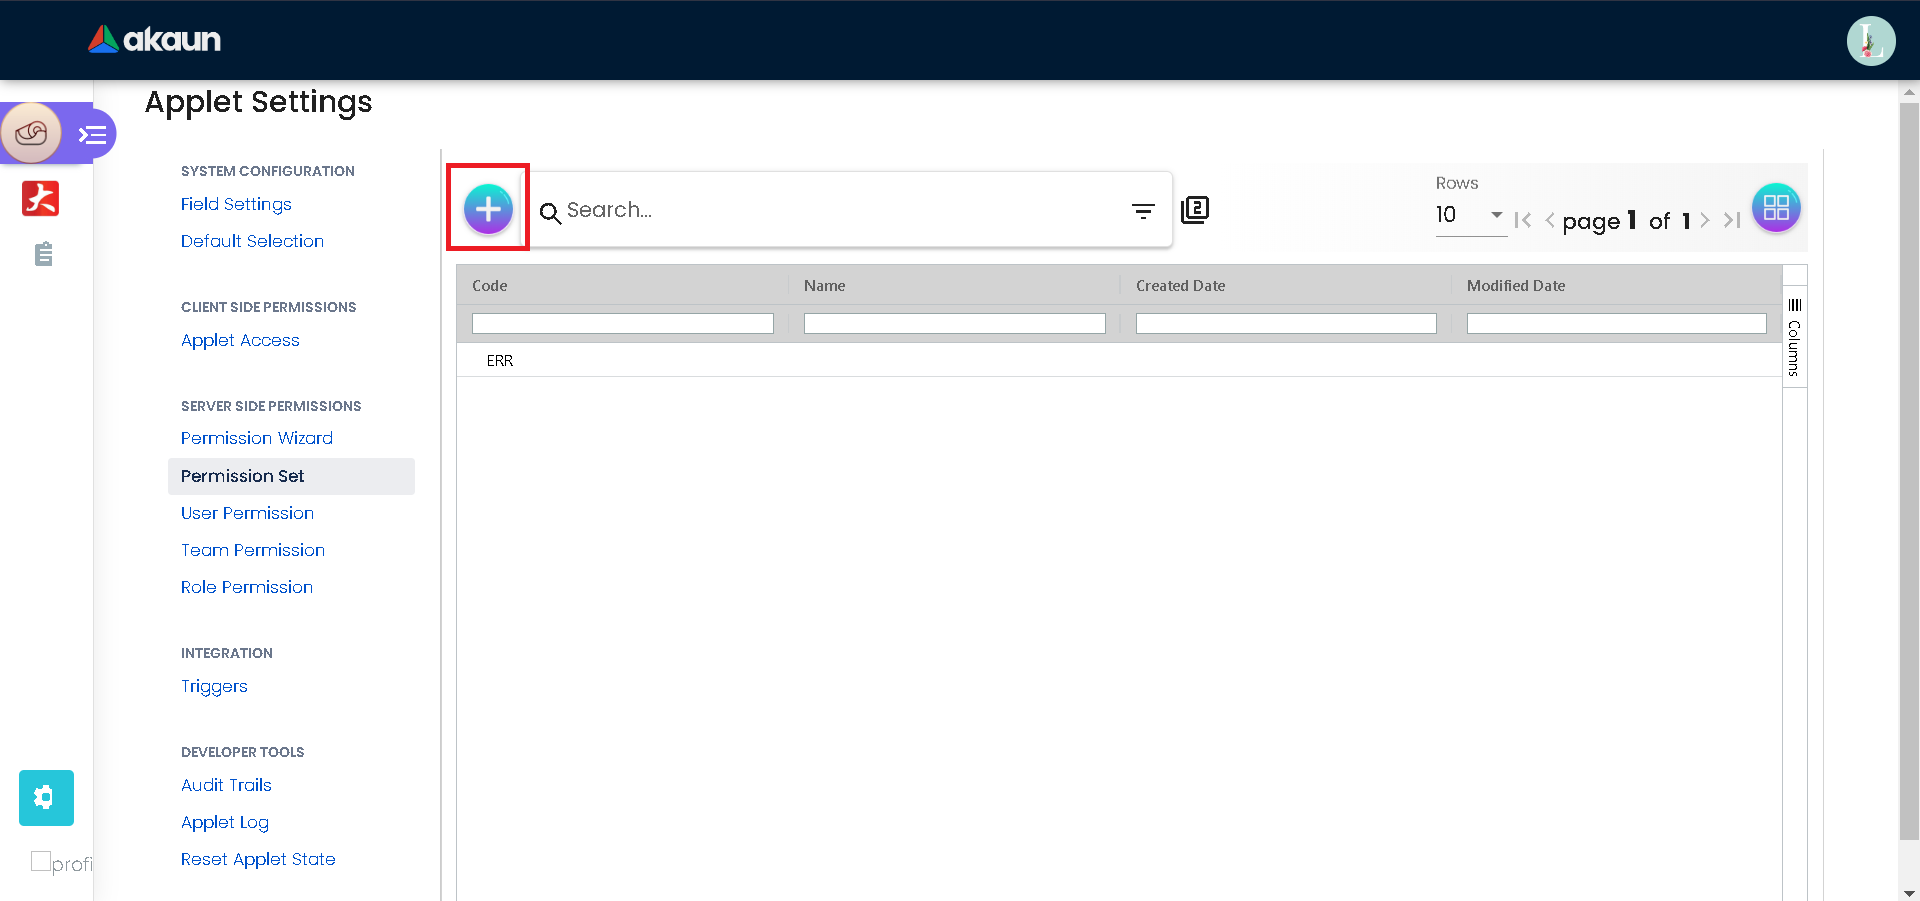 akaun
L
Applet Settings
SYSTEM CONFIGURATION
Field Settings
Default Selection
CLIENT SIDE PERMISSIONS
Applet Access
SERVER SIDE PERMISSIONS
Permission Wizard
Permission Set
User Permission
Team Permission
Role Permission
INTEGRATION
Triggers
DEVELOPER TOOLS
Audit Trails
Applet Log
Reset Applet State
profi
Search...
2
Rows
10
page 1 of 1
Code Name Created Date Modified Date
ERR
Columns